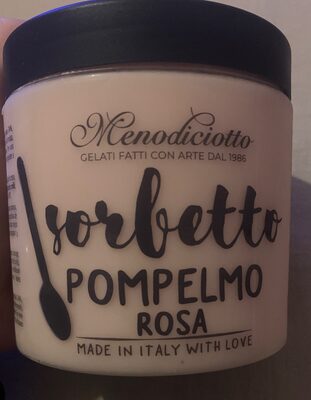 Menodiciotto
GELATI FATTI CON ARTE DAL 1986
sorbetto
POMPELMO
ROSA
MADE IN ITALY WITH LOVE